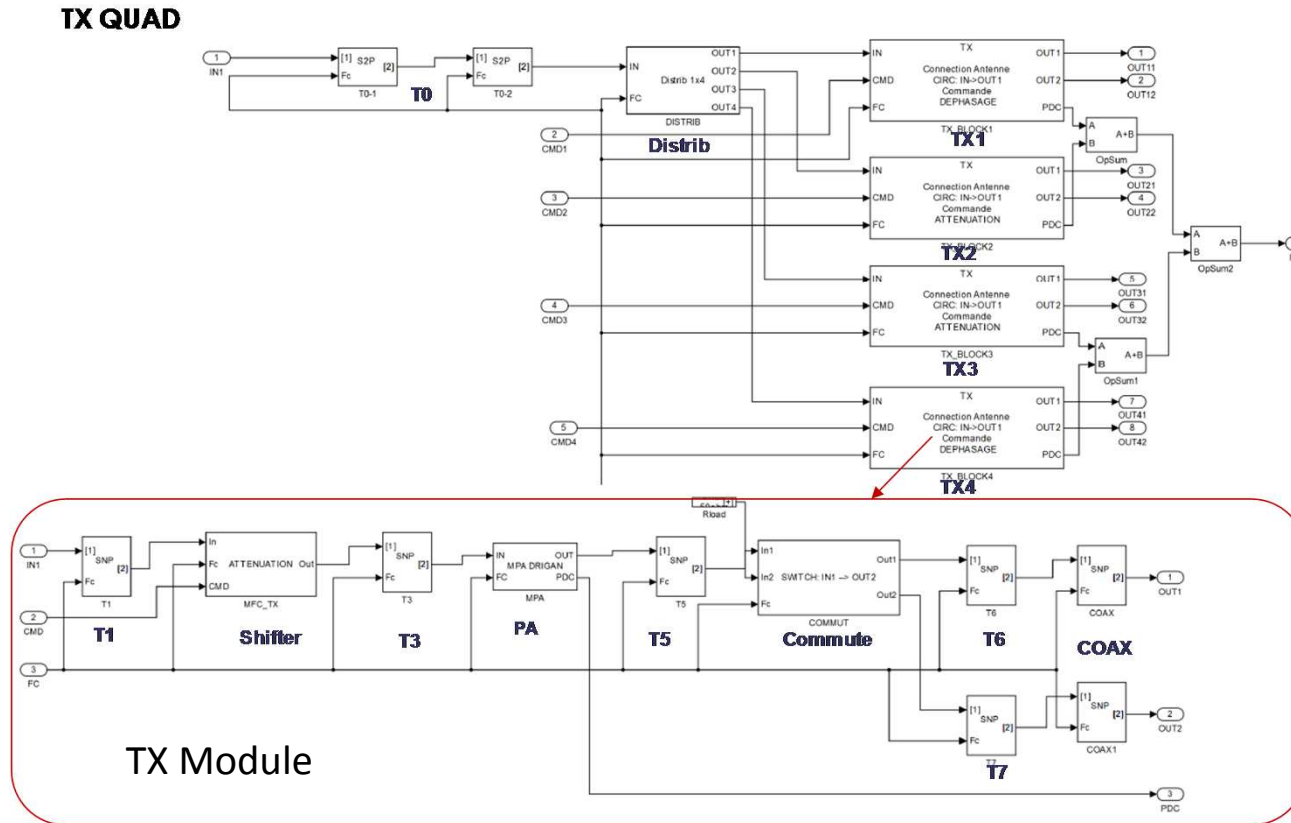 TX QUAD
1
IN1
[1] S2P [2]
Fc
T0-1
T0
[1] S2P [2]
Fc
T0-2
IN
FC
Distrib 1x4
OUT1
OUT2
OUT3
OUT4
DISTRIB
Distrib
2
CMD1
3
CMD2
4
CMD3
5
CMD4
IN
CMD
FC
TX
Connection Antenne
CIRC: IN->OUT1
Commande
DEPHASAGE
OUT1
OUT2
PDC
TX_BLOCK1
TX1
1
OUT11
2
OUT12
IN
CMD
FC
TX
Connection Antenne
CIRC: IN->OUT1
Commande
ATTENUATION
OUT1
OUT2
PDC
TX_BLOCK2
TX2
3
OUT21
4
OUT22
IN
CMD
FC
TX
Connection Antenne
CIRC: IN->OUT1
Commande
ATTENUATION
OUT1
OUT2
PDC
TX_BLOCK3
TX3
5
OUT31
6
OUT32
IN
CMD
FC
TX
Connection Antenne
CIRC: IN->OUT1
Commande
DEPHASAGE
OUT1
OUT2
PDC
TX_BLOCK4
TX4
7
OUT41
8
OUT42
A
B
A+B
OpSum
A
B
A+B
OpSum1
A
B
A+B
OpSum2
1
IN1
2
CMD
3
FC
[1] SNP [2]
Fc
T1
T1
In
Fc
CMD
ATTENUATION Out
MFC_TX
Shifter
[1] SNP [2]
Fc
T3
T3
IN
FC
MPA DRIGAN
OUT
PDC
MPA
PA
Rload
[1] SNP [2]
Fc
T5
T5
In1
In2
Fc
SWITCH: IN1 --> OUT2
Out1
Out2
COMMUT
Commute
[1] SNP [2]
Fc
T6
T6
[1] SNP [2]
Fc
COAX
COAX
1
OUT1
[1] SNP [2]
Fc
T7
[1] SNP [2]
Fc
COAX1
2
OUT2
3
PDC
TX Module